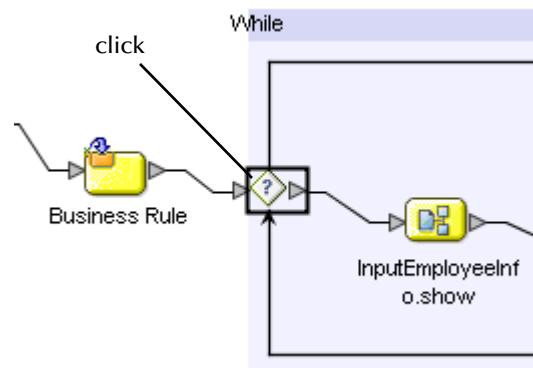 While
click
?
Business Rule
InputEmployeeInf
o.show